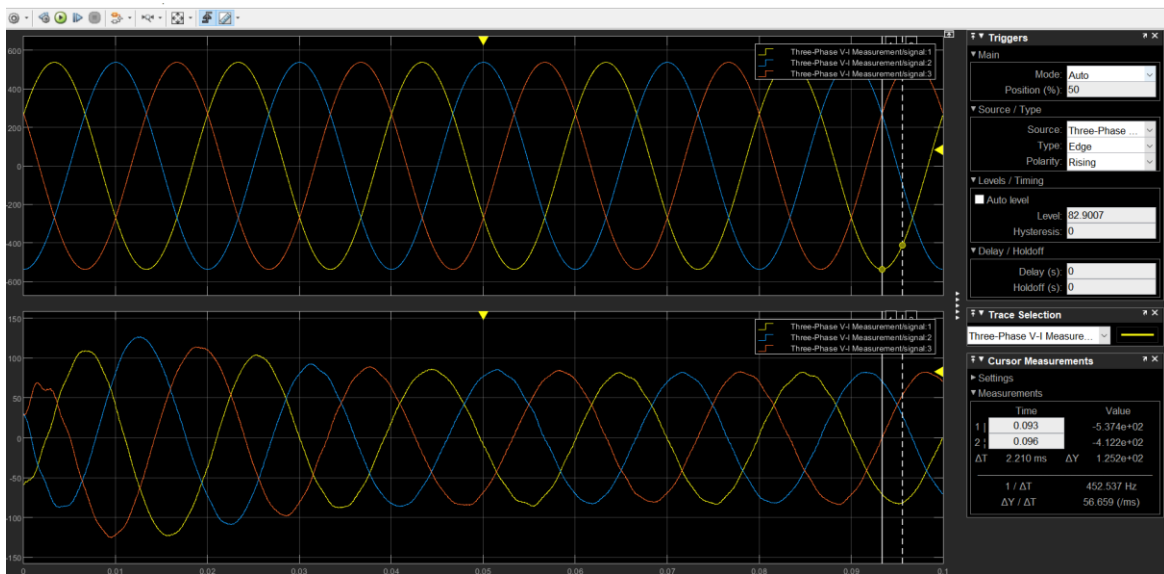 Three-Phase V-I Measurement/signal:1
Three-Phase V-I Measurement/signal:2
Three-Phase V-I Measurement/signal:3
600
400
200
0
-200
-400
-600
Three-Phase V-I Measurement/signal:1
Three-Phase V-I Measurement/signal:2
Three-Phase V-I Measurement/signal:3
150
100
50
0
-50
-100
-150
0
0.01
0.02
0.03
0.04
0.05
0.06
0.07
0.08
0.09
0.1
Triggers
Main
Mode: Auto
Position (%): 50
Source / Type
Source: Three-Phase ...
Type: Edge
Polarity: Rising
Levels / Timing
Auto level
Level: 82.9007
Hysteresis: 0
Delay / Holdoff
Delay (s): 0
Holdoff (s): 0
Trace Selection
Three-Phase V-I Measure...
Cursor Measurements
Settings
Measurements
Time Value
1 | 0.093 -5.374e+02
2 ¦ 0.096 -4.122e+02
ΔT 2.210 ms ΔY 1.252e+02
1 / ΔT 452.537 Hz
ΔY / ΔT 56.659 (/ms)